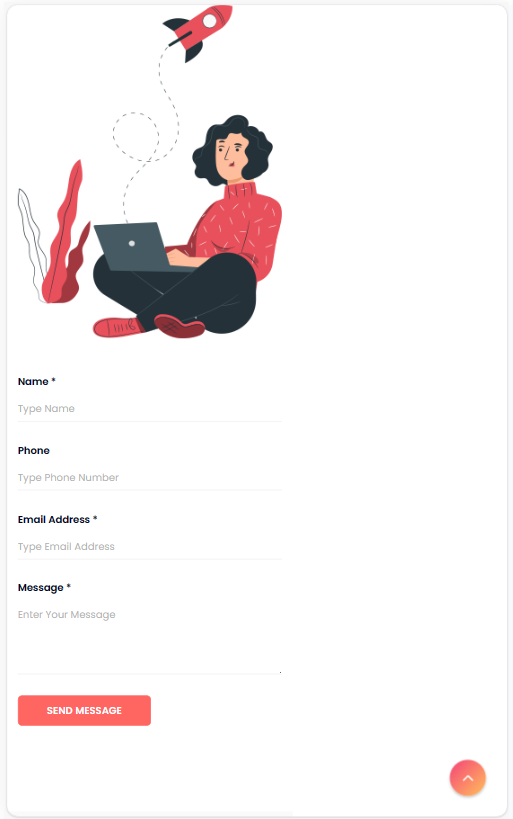 Name *
Type Name
Phone
Type Phone Number
Email Address *
Type Email Address
Message *
Enter Your Message
SEND MESSAGE